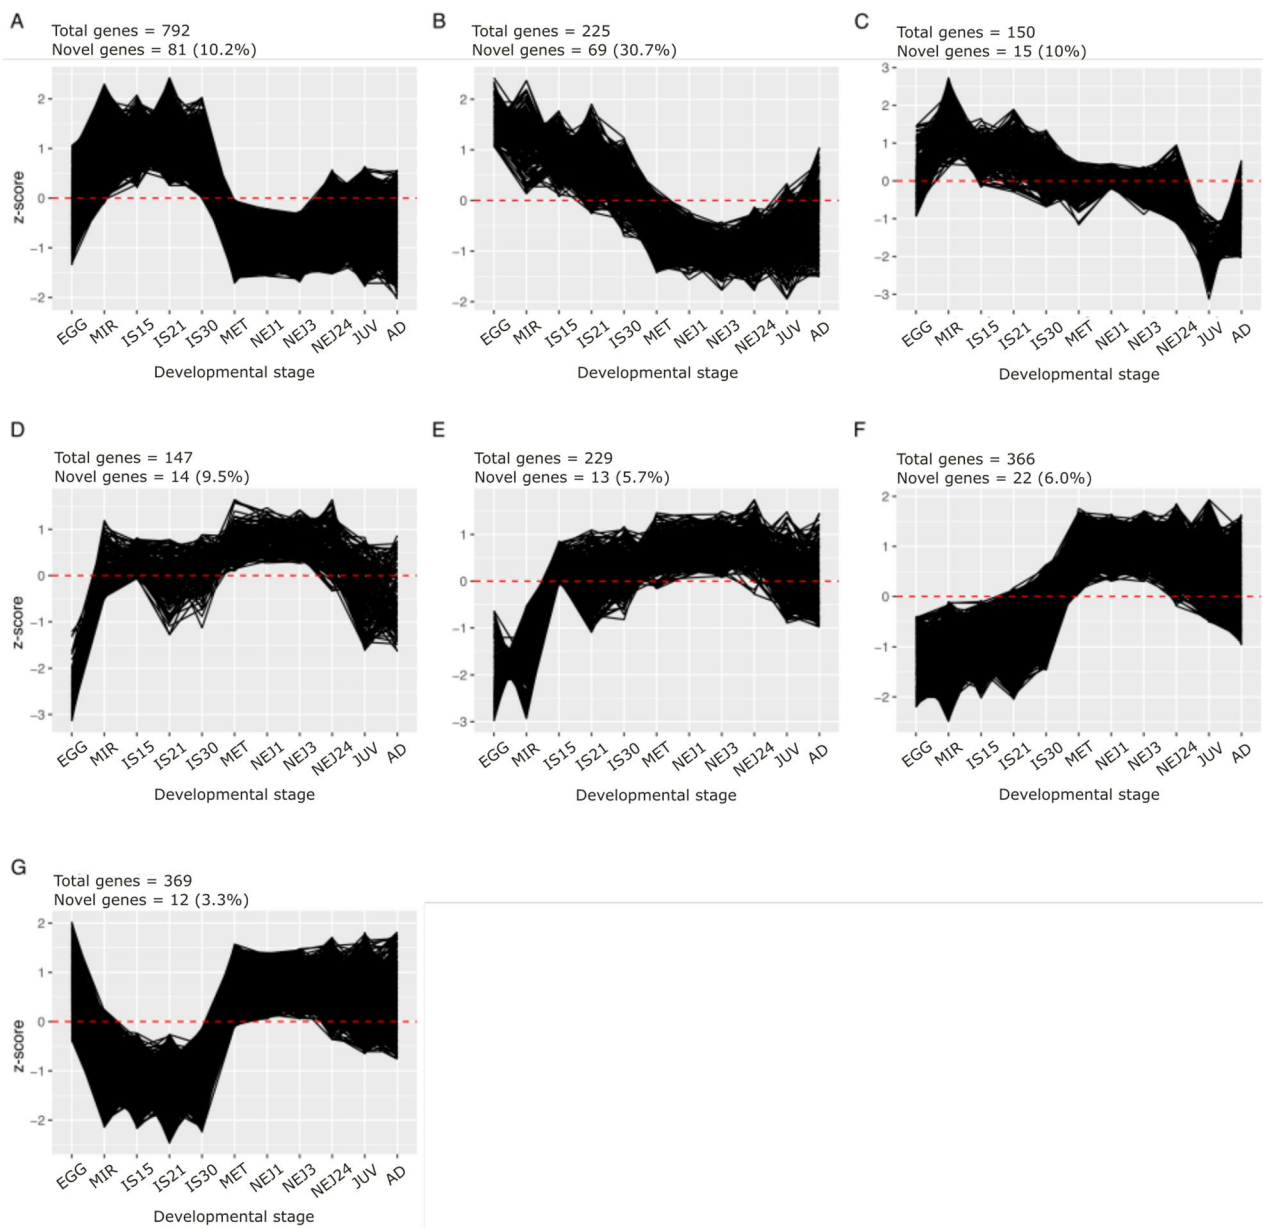 A
Total genes = 792
Novel genes = 81 (10.2%)
z-score
2
1
0
−1
−2
EGG MIR IS15 IS21 IS30 MET NEJ1 NEJ3 NEJ24 JUV AD
Developmental stage
B
Total genes = 225
Novel genes = 69 (30.7%)
2
1
0
−1
−2
EGG MIR IS15 IS21 IS30 MET NEJ1 NEJ3 NEJ24 JUV AD
Developmental stage
C
Total genes = 150
Novel genes = 15 (10%)
3
2
1
0
−1
−2
−3
EGG MIR IS15 IS21 IS30 MET NEJ1 NEJ3 NEJ24 JUV AD
Developmental stage
D
Total genes = 147
Novel genes = 14 (9.5%)
z-score
1
0
−1
−2
−3
EGG MIR IS15 IS21 IS30 MET NEJ1 NEJ3 NEJ24 JUV AD
Developmental stage
E
Total genes = 229
Novel genes = 13 (5.7%)
1
0
−1
−2
−3
EGG MIR IS15 IS21 IS30 MET NEJ1 NEJ3 NEJ24 JUV AD
Developmental stage
F
Total genes = 366
Novel genes = 22 (6.0%)
2
1
0
−1
−2
EGG MIR IS15 IS21 IS30 MET NEJ1 NEJ3 NEJ24 JUV AD
Developmental stage
G
Total genes = 369
Novel genes = 12 (3.3%)
z-score
2
1
0
−1
−2
EGG MIR IS15 IS21 IS30 MET NEJ1 NEJ3 NEJ24 JUV AD
Developmental stage